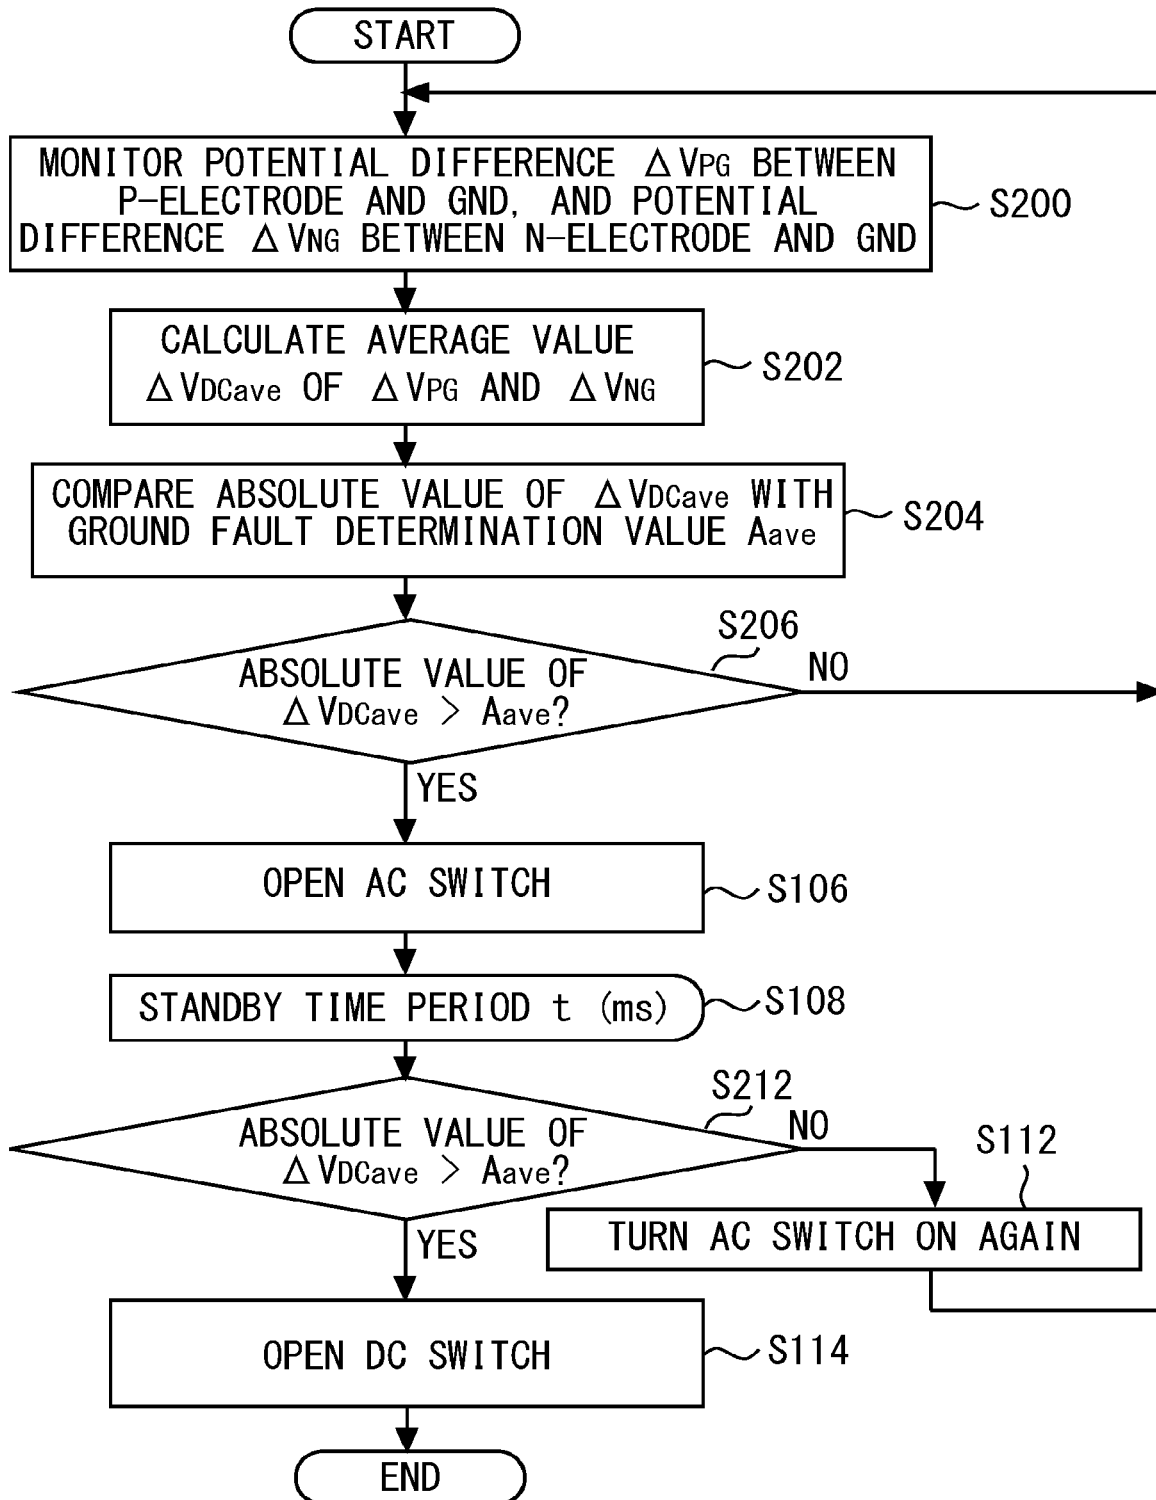 START
MONITOR POTENTIAL DIFFERENCE ΔVPG BETWEEN
P-ELECTRODE AND GND, AND POTENTIAL
DIFFERENCE ΔVNG BETWEEN N-ELECTRODE AND GND
S200
CALCULATE AVERAGE VALUE
ΔVDCave OF ΔVPG AND ΔVNG
S202
COMPARE ABSOLUTE VALUE OF ΔVDCave WITH
GROUND FAULT DETERMINATION VALUE Aave
S204
S206
ABSOLUTE VALUE OF
ΔVDCave > Aave?
NO
YES
OPEN AC SWITCH
S106
STANDBY TIME PERIOD t (ms)
S108
S212
ABSOLUTE VALUE OF
ΔVDCave > Aave?
NO
S112
TURN AC SWITCH ON AGAIN
YES
OPEN DC SWITCH
S114
END